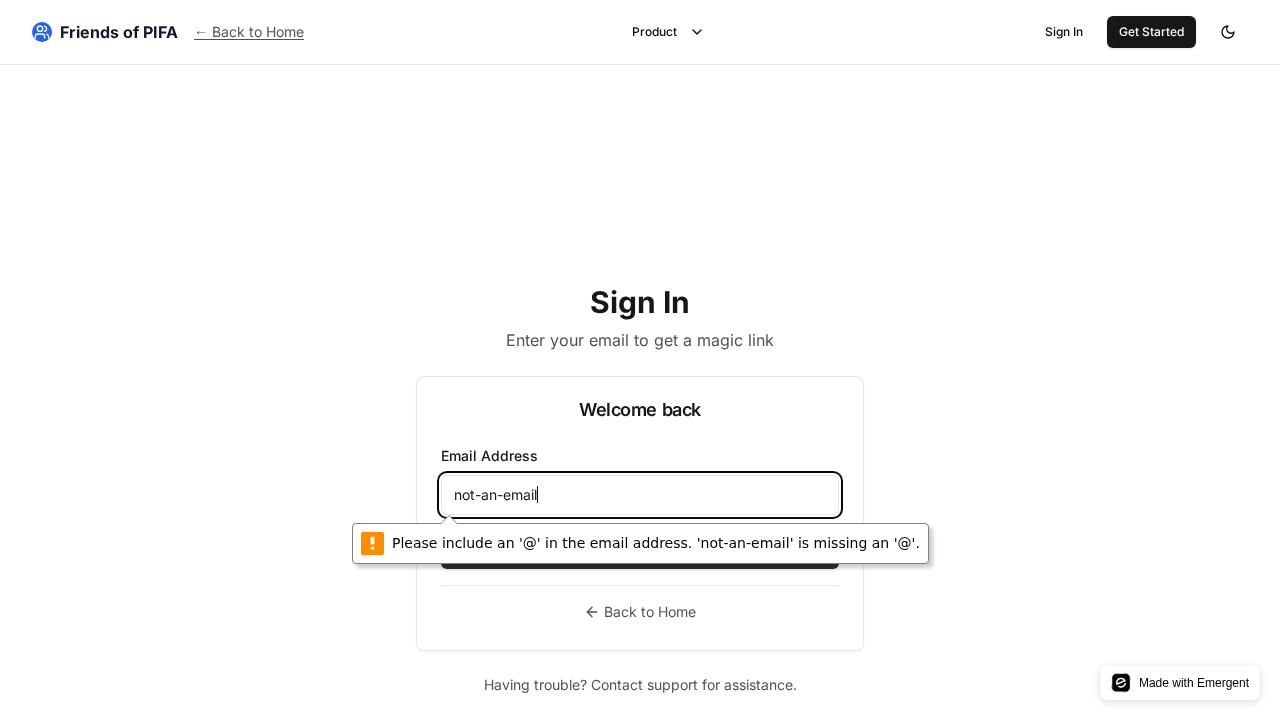 Friends of PIFA
← Back to Home
Product
Sign In
Get Started
Sign In
Enter your email to get a magic link
Welcome back
Email Address
not-an-email
Please include an '@' in the email address. 'not-an-email' is missing an '@'.
Back to Home
Having trouble? Contact support for assistance.
Made with Emergent